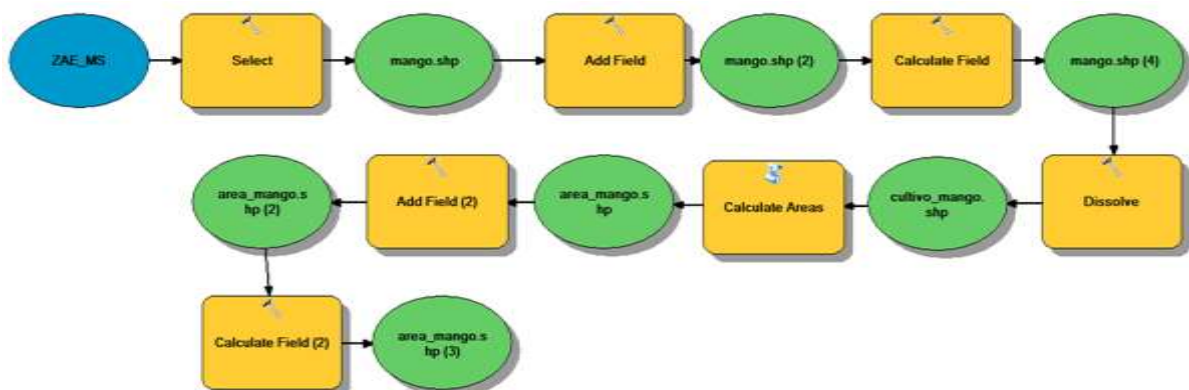 ZAE_MS
Select
mango.shp
Add Field
mango.shp (2)
Calculate Field
mango.shp (4)
Dissolve
cultivo_mango.
shp
Calculate Areas
area_mango.s
hp
Add Field (2)
area_mango.s
hp (2)
Calculate Field (2)
area_mango.s
hp (3)